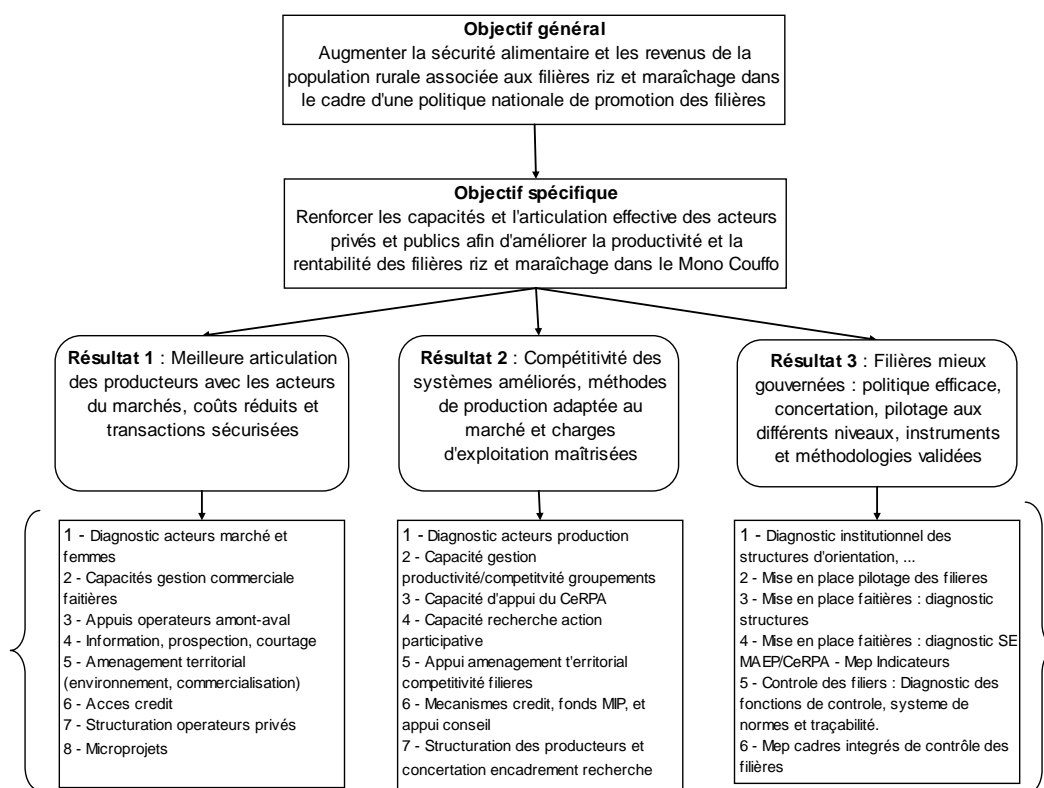 Objectif général
Augmenter la sécurité alimentaire et les revenus de la
population rurale associée aux filières riz et maraîchage dans
le cadre d'une politique nationale de promotion des filières
Objectif spécifique
Renforcer les capacités et l'articulation effective des acteurs
privés et publics afin d'améliorer la productivité et la
rentabilité des filières riz et maraîchage dans le Mono Couffo
Résultat 1 : Meilleure articulation
des producteurs avec les acteurs
du marchés, coûts réduits et
transactions sécurisées
Résultat 2 : Compétitivité des
systèmes améliorés, méthodes
de production adaptée au
marché et charges
d'exploitation maîtrisées
Résultat 3 : Filières mieux
gouvernées : politique efficace,
concertation, pilotage aux
différents niveaux, instruments
et méthodologies validées
1 - Diagnostic acteurs marché et
femmes
2 - Capacités gestion commerciale
faitières
3 - Appuis operateurs amont-aval
4 - Information, prospection, courtage
5 - Amenagement territorial
(environnement, commercialisation)
6 - Acces credit
7 - Structuration operateurs privés
8 - Microprojets
1 - Diagnostic acteurs production
2 - Capacité gestion
productivité/competitvité groupements
3 - Capacité d'appui du CeRPA
4 - Capacité recherche action
participative
5 - Appui amenagement t'erritorial
competitivité filieres
6 - Mecanismes credit, fonds MIP, et
appui conseil
7 - Structuration des producteurs et
concertation encadrement recherche
1 - Diagnostic institutionnel des
structures d'orientation, ...
2 - Mise en place pilotage des filieres
3 - Mise en place faitières : diagnostic
structures
4 - Mise en place faitières : diagnostic SE
MAEP/CeRPA - Mep Indicateurs
5 - Controle des filiers : Diagnostic des
fonctions de controle, systeme de
normes et traçabilité.
6 - Mep cadres integrés de contrôle des
filières